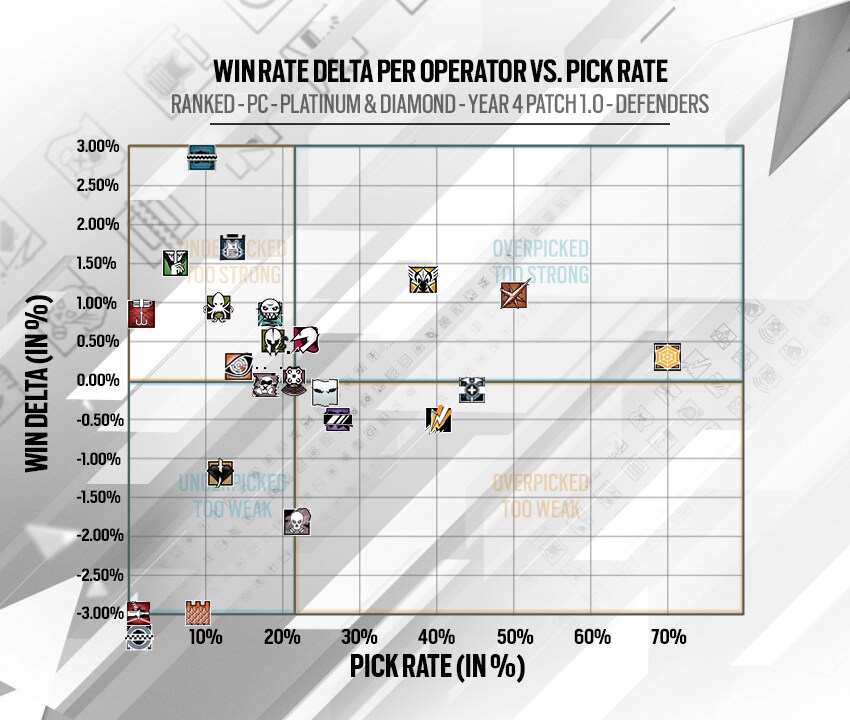 WIN RATE DELTA PER OPERATOR VS. PICK RATE
RANKED - PC - PLATINUM & DIAMOND - YEAR 4 PATCH 1.0 - DEFENDERS
3.00%
2.50%
2.00%
1.50%
1.00%
0.50%
0.00%
-0.50%
-1.00%
-1.50%
-2.00%
-2.50%
-3.00%
WIN DELTA (IN %)
UNDERPICKED
TOO STRONG
OVERPICKED
TOO STRONG
UNDERPICKED
TOO WEAK
OVERPICKED
TOO WEAK
10%
20%
30%
40%
50%
60%
70%
PICK RATE (IN %)